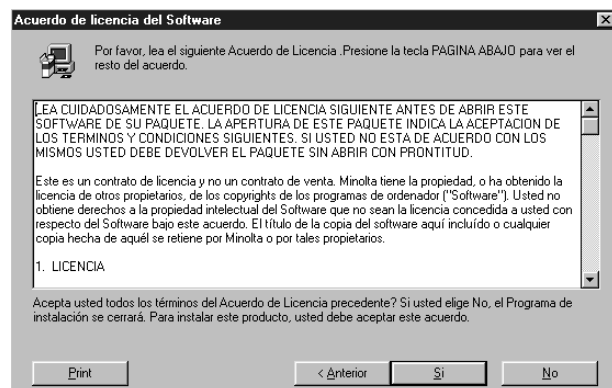 Acuerdo de licencia del Software
Por favor, lea el siguiente Acuerdo de Licencia .Presione la tecla PAGINA ABAJO para ver el
resto del acuerdo.
LEA CUIDADOSAMENTE EL ACUERDO DE LICENCIA SIGUIENTE ANTES DE ABRIR ESTE
SOFTWARE DE SU PAQUETE. LA APERTURA DE ESTE PAQUETE INDICA LA ACEPTACION DE
LOS TERMINOS Y CONDICIONES SIGUIENTES. SI USTED NO ESTA DE ACUERDO CON LOS
MISMOS USTED DEBE DEVOLVER EL PAQUETE SIN ABRIR CON PRONTITUD.
Este es un contrato de licencia y no un contrato de venta. Minolta tiene la propiedad, o ha obtenido la
licencia de otros propietarios, de los copyrights de los programas de ordenador ("Software"). Usted no
obtiene derechos a la propiedad intelectual del Software que no sean la licencia concedida a usted con
respecto del Software bajo este acuerdo. El título de la copia del software aquí incluído o cualquier
copia hecha de aquél se retiene por Minolta o por tales propietarios.
1. LICENCIA
Acepta usted todos los términos del Acuerdo de Licencia precedente? Si usted elige No, el Programa de
instalación se cerrará. Para instalar este producto, usted debe aceptar este acuerdo.
Print
< Anterior
Si
No